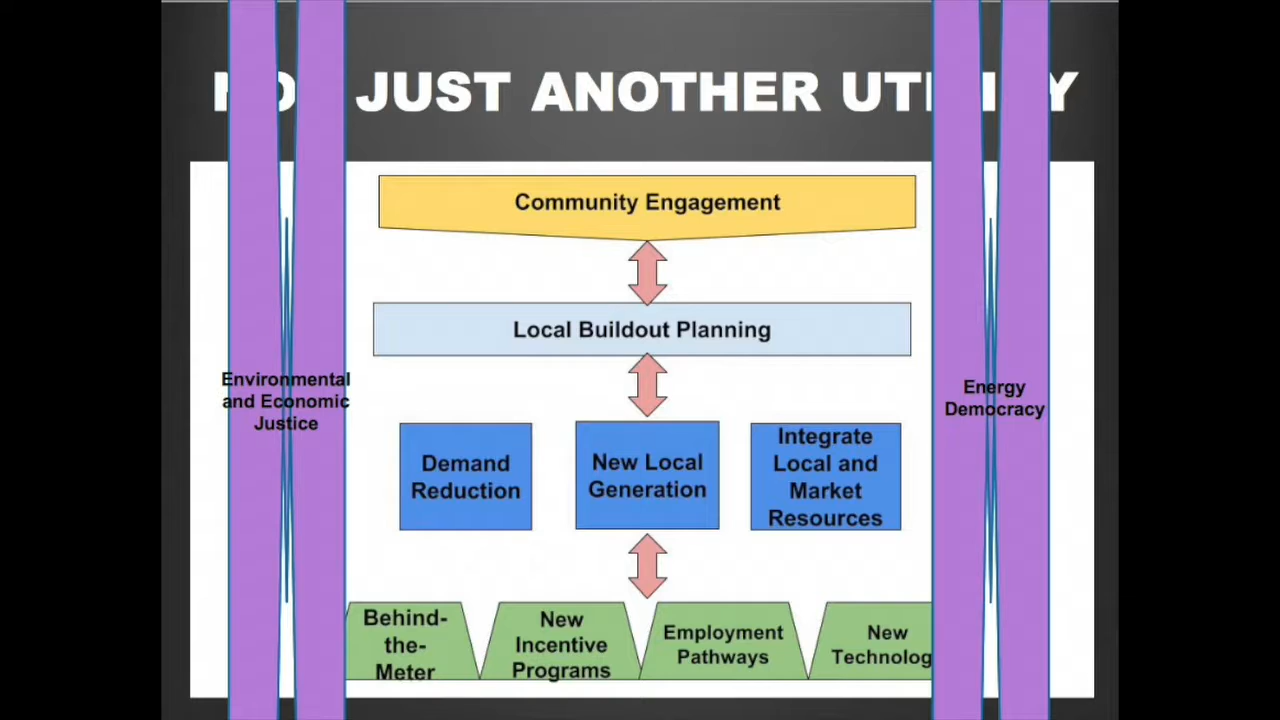 JUST ANOTHER
Community Engagement
Local Buildout Planning
Environmental
and Economic
Justice
Energy
Democracy
Demand
Reduction
New Local
Generation
Integrate
Local and
Market
Resources
Behind-
the-
Meter
New
Incentive
Programs
Employment
Pathways
New
Technolog